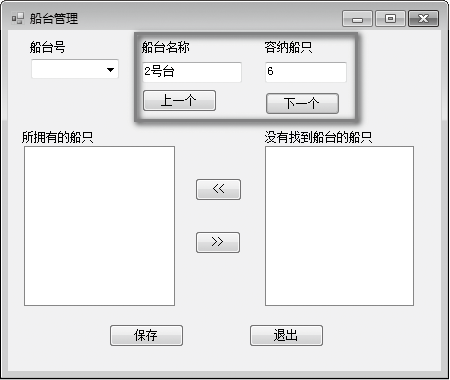 船台管理
船台号 船台名称 容纳船只
2号台 6
上一个 下一个
所拥有的船只 没有找到船台的船只
<<
>>
保存 退出